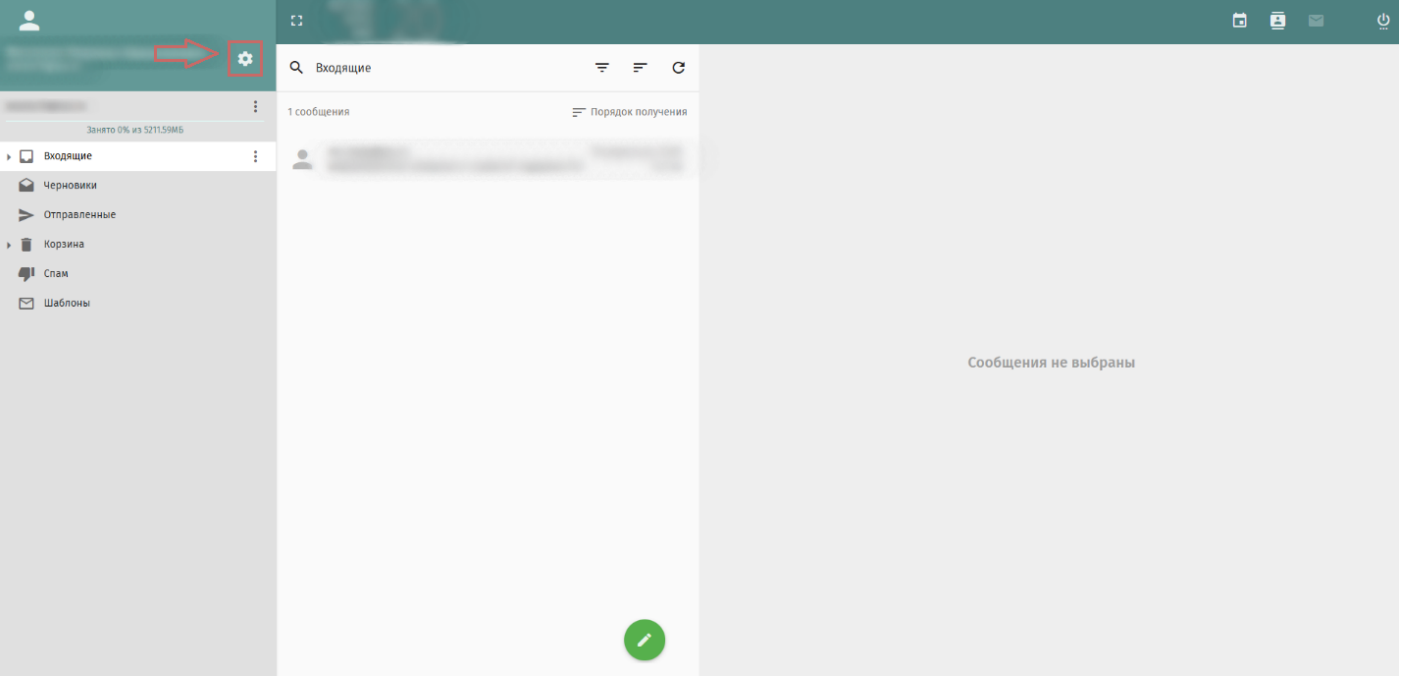 Входящие
1 сообщения
Порядок получения
Занято 0% из 5211.59МБ
Входящие
Черновики
Отправленные
Корзина
Спам
Шаблоны
Сообщения не выбраны